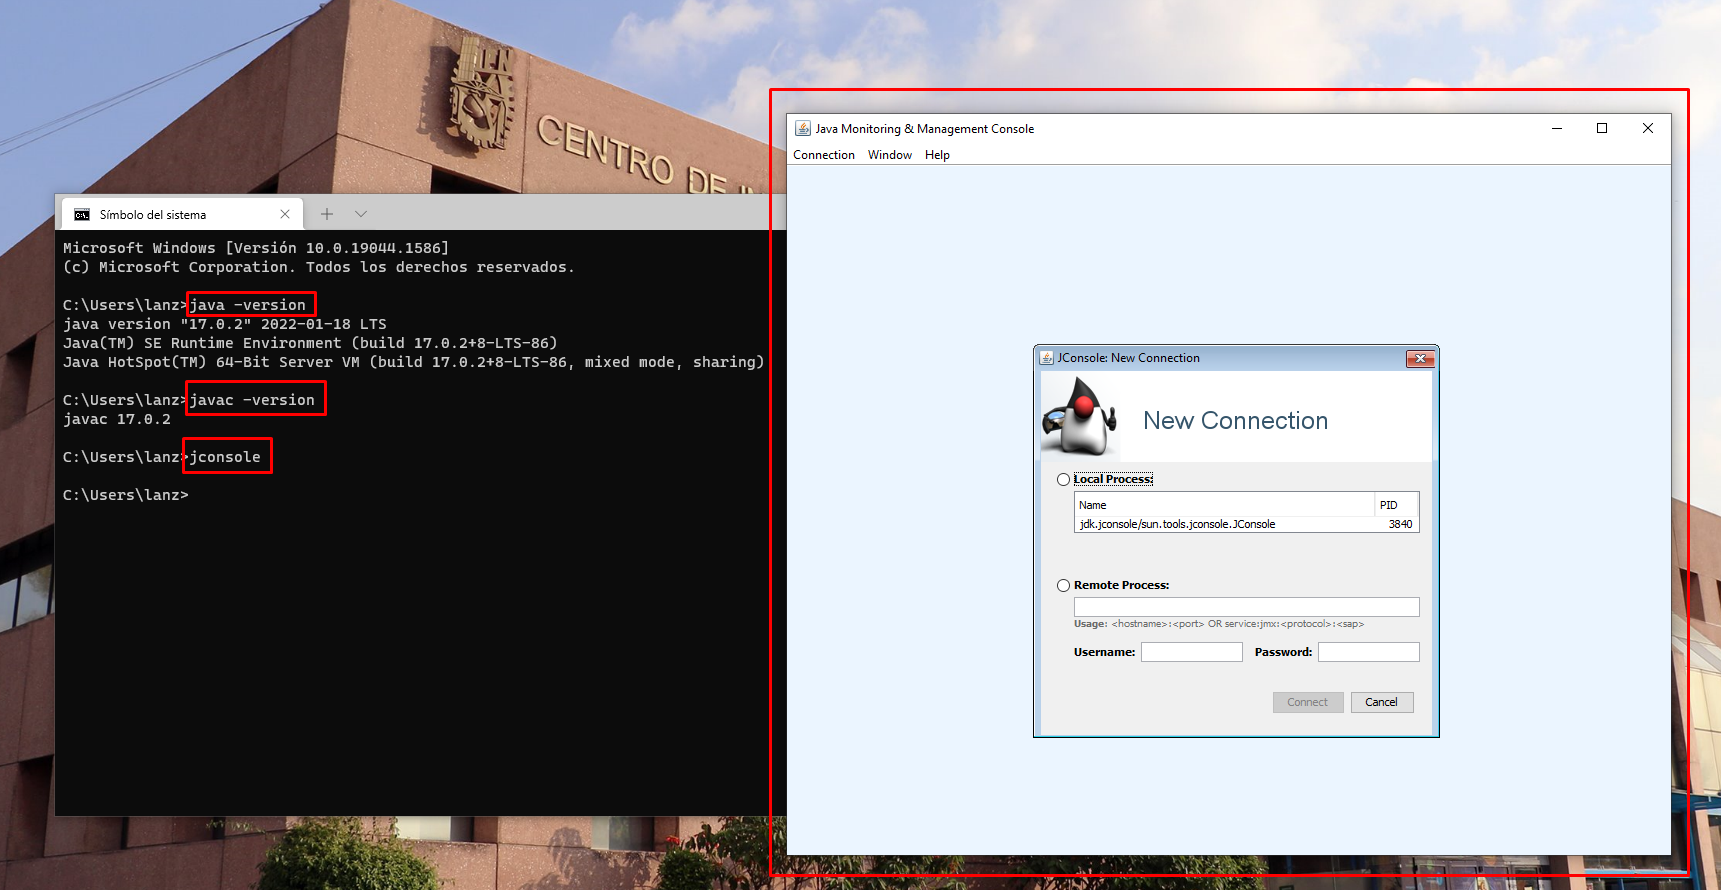 CENTRO DE
Símbolo del sistema
Microsoft Windows [Versión 10.0.19044.1586]
(c) Microsoft Corporation. Todos los derechos reservados.
C:\Users\lanz>java -version
java version "17.0.2" 2022-01-18 LTS
Java(TM) SE Runtime Environment (build 17.0.2+8-LTS-86)
Java HotSpot(TM) 64-Bit Server VM (build 17.0.2+8-LTS-86, mixed mode, sharing)
C:\Users\lanz>javac -version
javac 17.0.2
C:\Users\lanz>jconsole
C:\Users\lanz>
Java Monitoring & Management Console
Connection Window Help
JConsole: New Connection
New Connection
Local Process:
Name PID
jdk.jconsole/sun.tools.jconsole.JConsole 3840
Remote Process:
Usage: <hostname>:<port> OR service:jmx:<protocol>:<sap>
Username: Password:
Connect Cancel